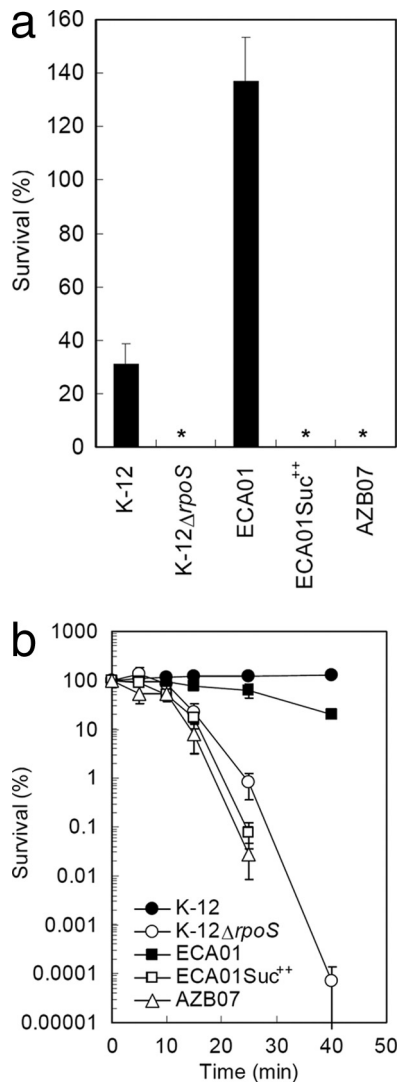 a
160
140
120
100
80
60
40
20
0
Survival (%)
* * *
K-12
K-12ΔrpoS
ECA01
ECA01Suc⁺⁺
AZB07
b
1000
100
10
1
0.1
0.01
0.001
0.0001
0.00001
Survival (%)
K-12
K-12ΔrpoS
ECA01
ECA01Suc⁺⁺
AZB07
0 10 20 30 40 50
Time (min)